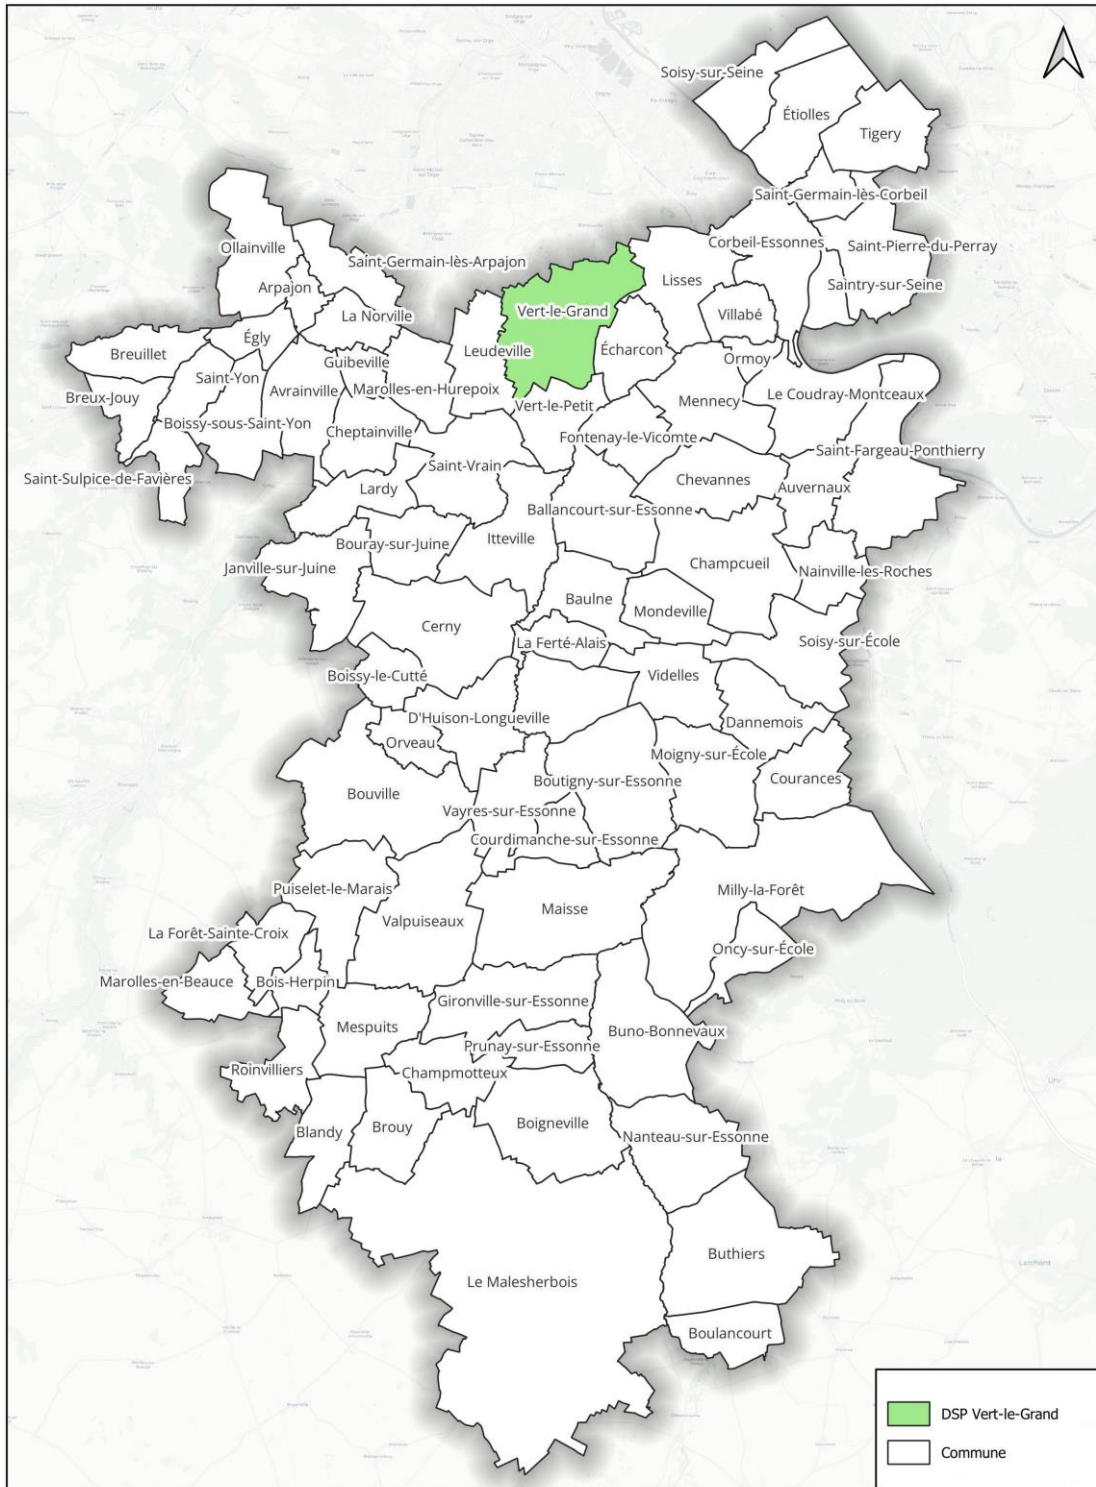 Soisy-sur-Seine
Étiolles
Tigery
Saint-Germain-lès-Corbeil
Ollainville
Corbeil-Essonnes
Saint-Pierre-du-Perray
Saint-Germain-lès-Arpajon
Lisses
Saintry-sur-Seine
Arpajon
Vert-le-Grand
Villabé
La Norville
Égly
Leudeville
Écharcon
Breuillet
Guibeville
Ormoy
Saint-Yon
Avrainville
Marolles-en-Hurepoix
Le Coudray-Montceaux
Breux-Jouy
Mennecy
Vert-le-Petit
Boissy-sous-Saint-Yon
Cheptainville
Fontenay-le-Vicomte
Saint-Fargeau-Ponthierry
Saint-Vrain
Saint-Sulpice-de-Favières
Chevannes
Lardy
Auvernaux
Ballancourt-sur-Essonne
Bouray-sur-Juine
Itteville
Janville-sur-Juine
Champcueil
Nainville-les-Roches
Baulne
Mondeville
Cerny
La Ferté-Alais
Soisy-sur-École
Boissy-le-Cutté
Videlles
D'Huison-Longueville
Dannemois
Orveau
Moigny-sur-École
Boutigny-sur-Essonne
Courances
Bouville
Vayres-sur-Essonne
Courdimanche-sur-Essonne
Puiselet-le-Marais
Milly-la-Forêt
Maisse
Valpuiseaux
La Forêt-Sainte-Croix
Oncy-sur-École
Marolles-en-Beauce
Bois-Herpin
Gironville-sur-Essonne
Mespuits
Buno-Bonnevaux
Prunay-sur-Essonne
Roinvilliers
Champmotteux
Boigneville
Blandy
Brouy
Nanteau-sur-Essonne
Buthiers
Le Malesherbois
Boulancourt
DSP Vert-le-Grand
Commune